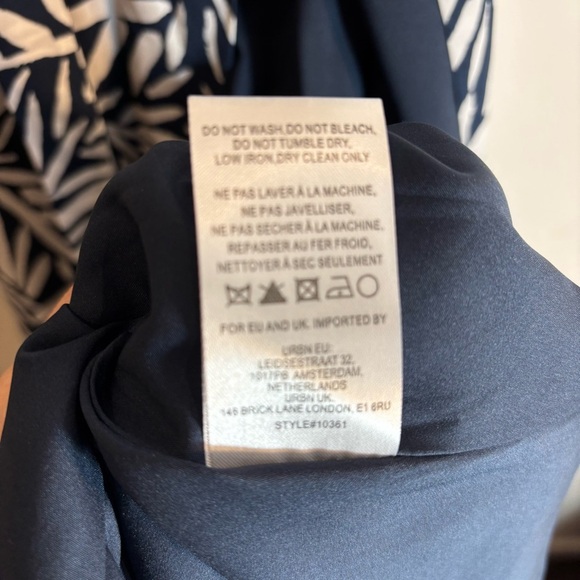 DO NOT WASH,DO NOT BLEACH,
DO NOT TUMBLE DRY,
LOW IRON,DRY CLEAN ONLY
NE PAS LAVER À LA MACHINE,
NE PAS JAVELLISER,
NE PAS SÉCHER À LA MACHINE,
REPASSER AU FER FROID,
NETTOYER À SEC SEULEMENT
FOR EU AND UK. IMPORTED BY
URBN EU:
LEIDSESTRAAT 32,
1017PB AMSTERDAM,
NETHERLANDS
URBN UK.
146 BRICK LANE LONDON, E1 6RU
STYLE#10361